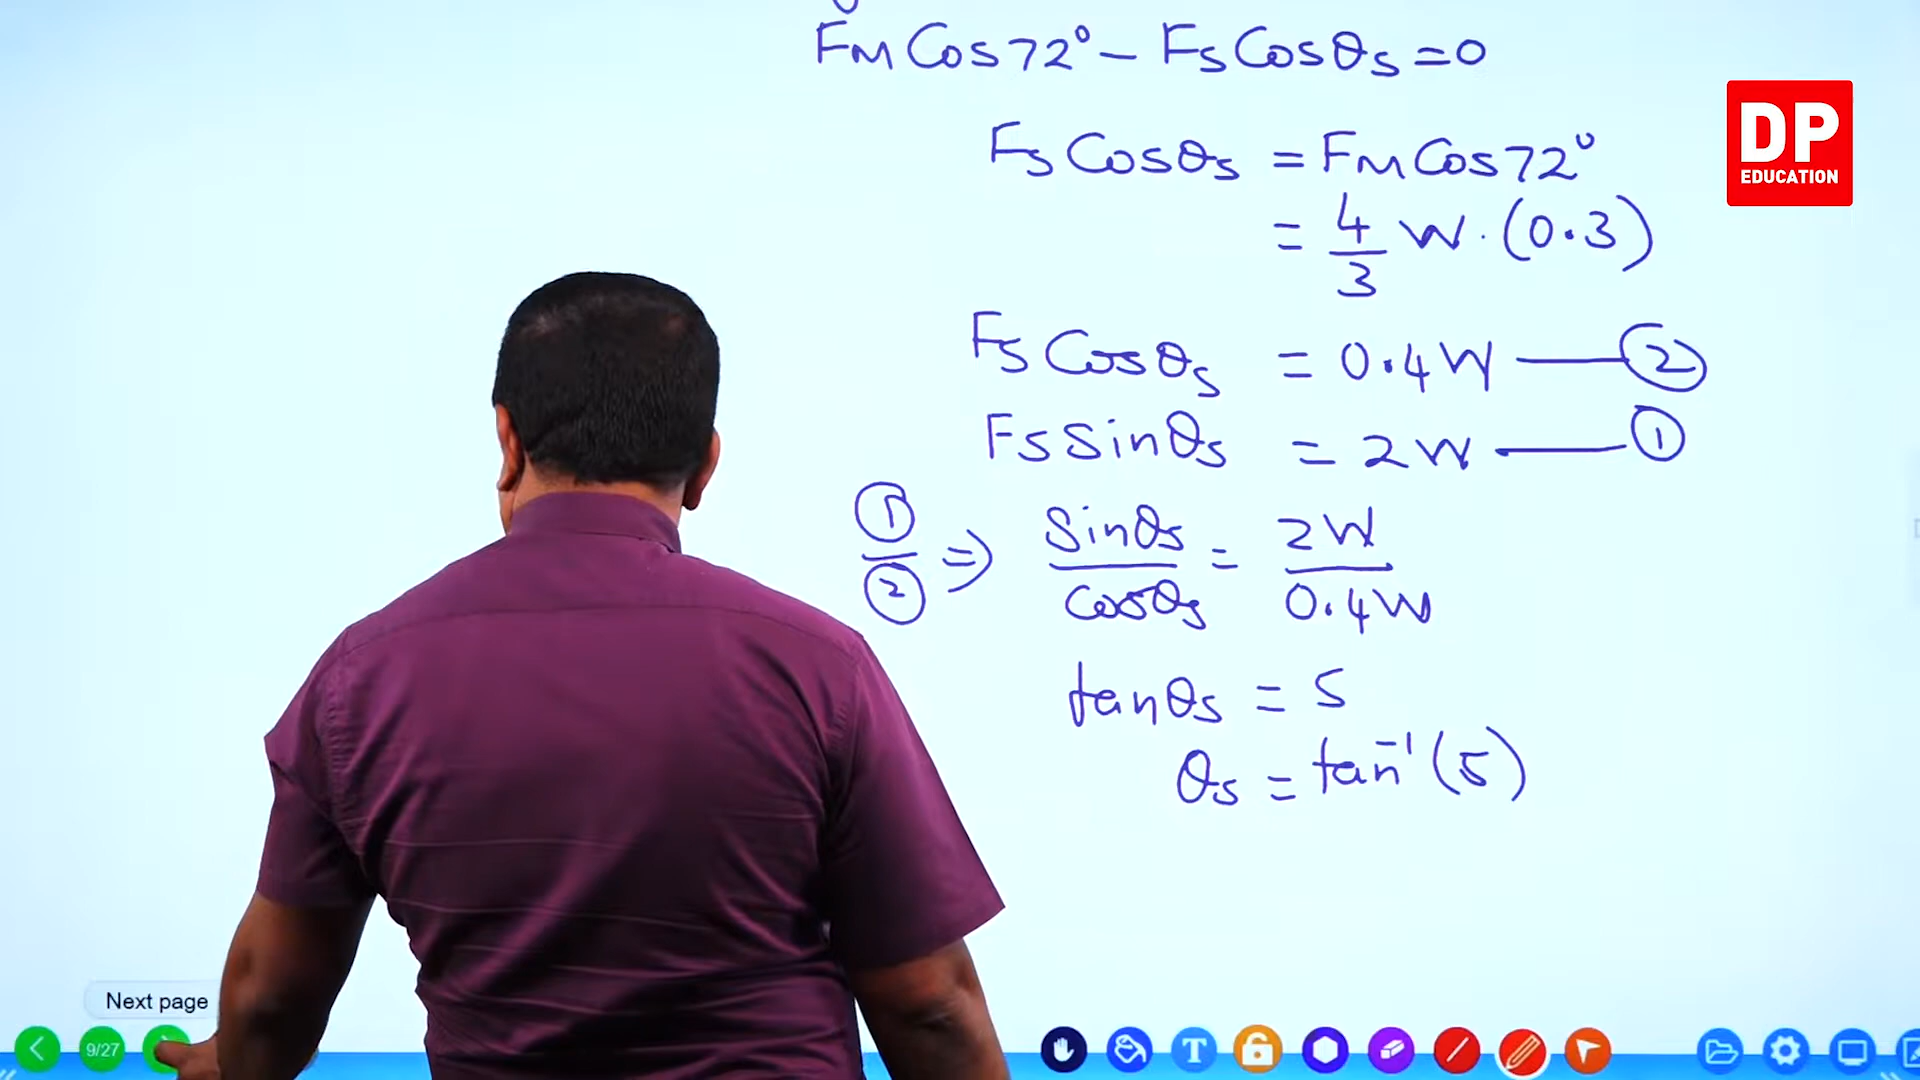 FM Cos72° − Fs Cosθs = 0
Fs Cosθs = FM Cos72°
= 4/3 W · (0.3)
Fs Cosθs = 0.4W — ②
Fs Sinθs = 2W — ①
①/② ⇒ Sinθs/Cosθs = 2W/0.4W
tanθs = 5
θs = tan⁻¹(5)
DP
EDUCATION
Next page
9/27
T